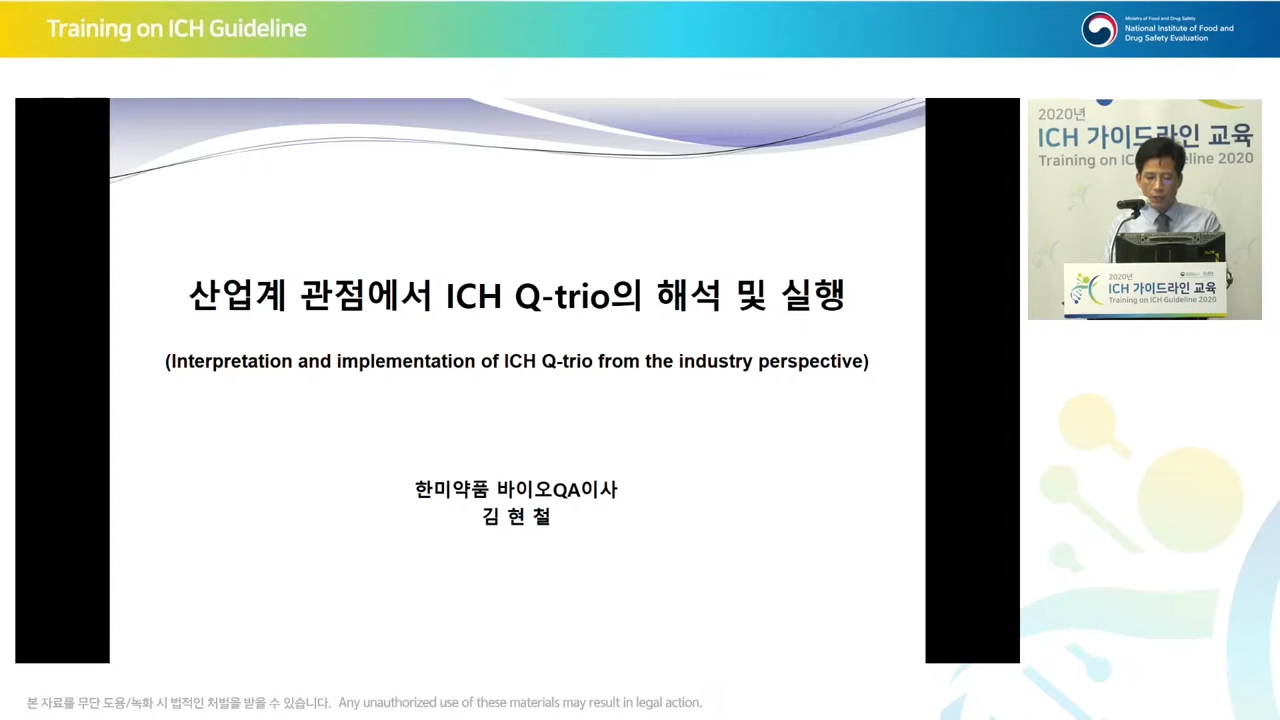 Training on ICH Guideline
Ministry of Food and Drug Safety
National Institute of Food and
Drug Safety Evaluation
산업계 관점에서 ICH Q-trio의 해석 및 실행
(Interpretation and implementation of ICH Q-trio from the industry perspective)
한미약품 바이오QA이사
김 현 철
2020년
ICH 가이드라인 교육
Training on ICH Guideline 2020
2020년
ICH 가이드라인 교육
Training on ICH Guideline 2020
본 자료를 무단 도용/녹화 시 법적인 처벌을 받을 수 있습니다. Any unauthorized use of these materials may result in legal action.